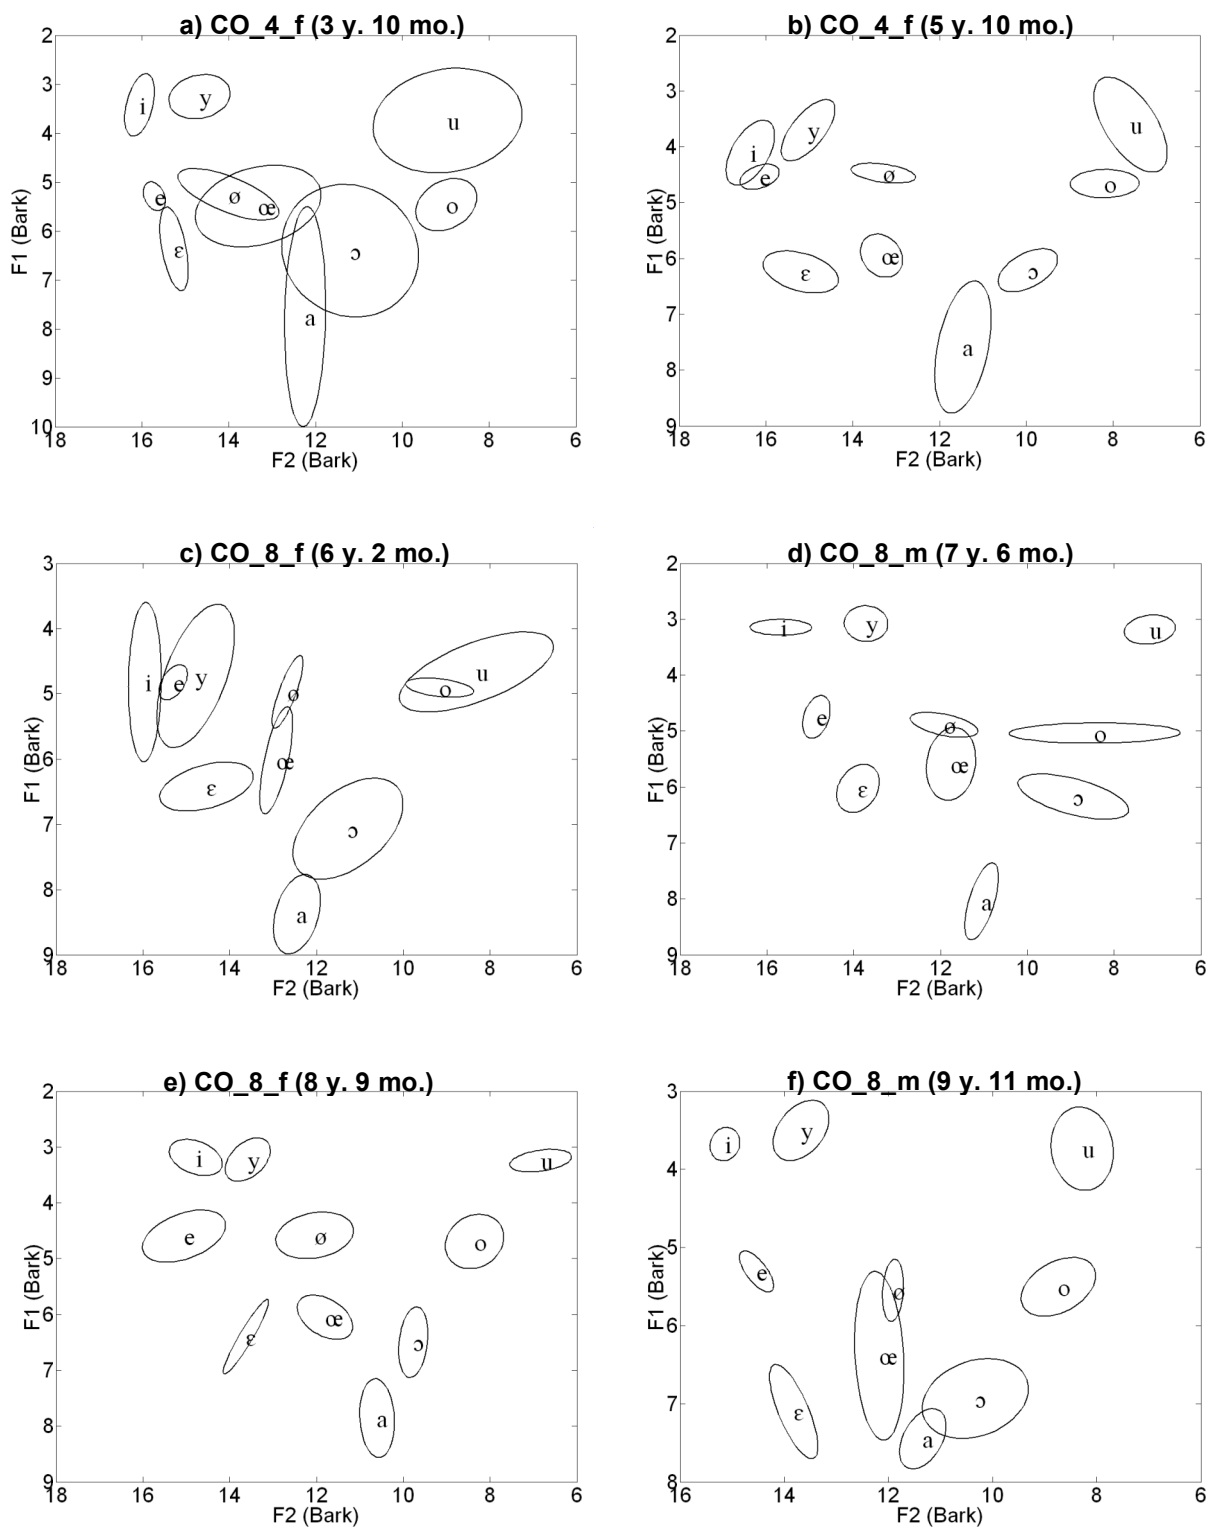 a) CO_4_f (3 y. 10 mo.)
2
3
4
5
6
7
8
9
10
F1 (Bark)
i
y
u
e
ø
œ
o
ɛ
ɔ
a
18 16 14 12 10 8 6
F2 (Bark)
b) CO_4_f (5 y. 10 mo.)
2
3
4
5
6
7
8
9
F1 (Bark)
y
u
i
e
ø
o
ɛ
œ
ɔ
a
18 16 14 12 10 8 6
F2 (Bark)
c) CO_8_f (6 y. 2 mo.)
3
4
5
6
7
8
9
F1 (Bark)
i
e
y
u
ø
o
œ
ɛ
ɔ
a
18 16 14 12 10 8 6
F2 (Bark)
d) CO_8_m (7 y. 6 mo.)
2
3
4
5
6
7
8
9
F1 (Bark)
i
y
u
e
ø
o
œ
ɛ
ɔ
a
18 16 14 12 10 8 6
F2 (Bark)
e) CO_8_f (8 y. 9 mo.)
2
3
4
5
6
7
8
9
F1 (Bark)
i
y
u
e
ø
o
ɛ
œ
ɔ
a
18 16 14 12 10 8 6
F2 (Bark)
f) CO_8_m (9 y. 11 mo.)
3
4
5
6
7
8
F1 (Bark)
i
y
u
e
ø
o
œ
ɛ
ɔ
a
16 14 12 10 8 6
F2 (Bark)